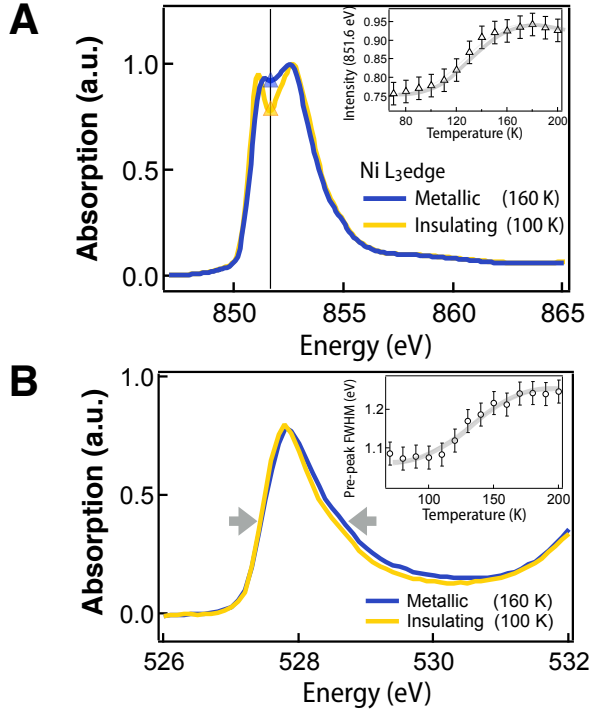 A
Absorption (a.u.)
1.0
0.5
0.0
850
855
860
865
Energy (eV)
Intensity (851.6 eV)
0.95
0.90
0.85
0.80
0.75
80
120
160
200
Temperature (K)
Ni L3edge
Metallic (160 K)
Insulating (100 K)
B
Absorption (a.u.)
1.0
0.5
0.0
526
528
530
532
Energy (eV)
Pre-peak FWHM (eV)
1.2
1.1
100
150
200
Temperature (K)
Metallic (160 K)
Insulating (100 K)